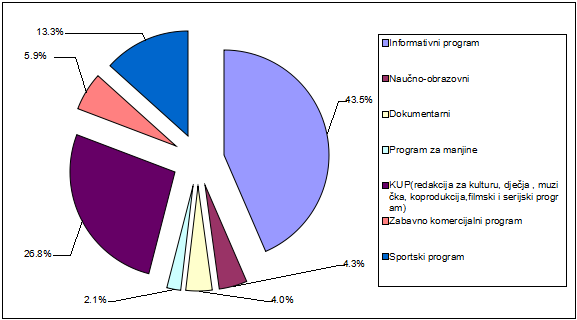 13.3%
5.9%
43.5%
26.8%
2.1%
4.0%
4.3%
Informativni program
Naučno-obrazovni
Dokumentarni
Program za manjine
KUP(redakcija za kulturu, dječja , muzi
čka, koprodukcija,filmski i serijski progr
am)
Zabavno komercijalni program
Sportski program